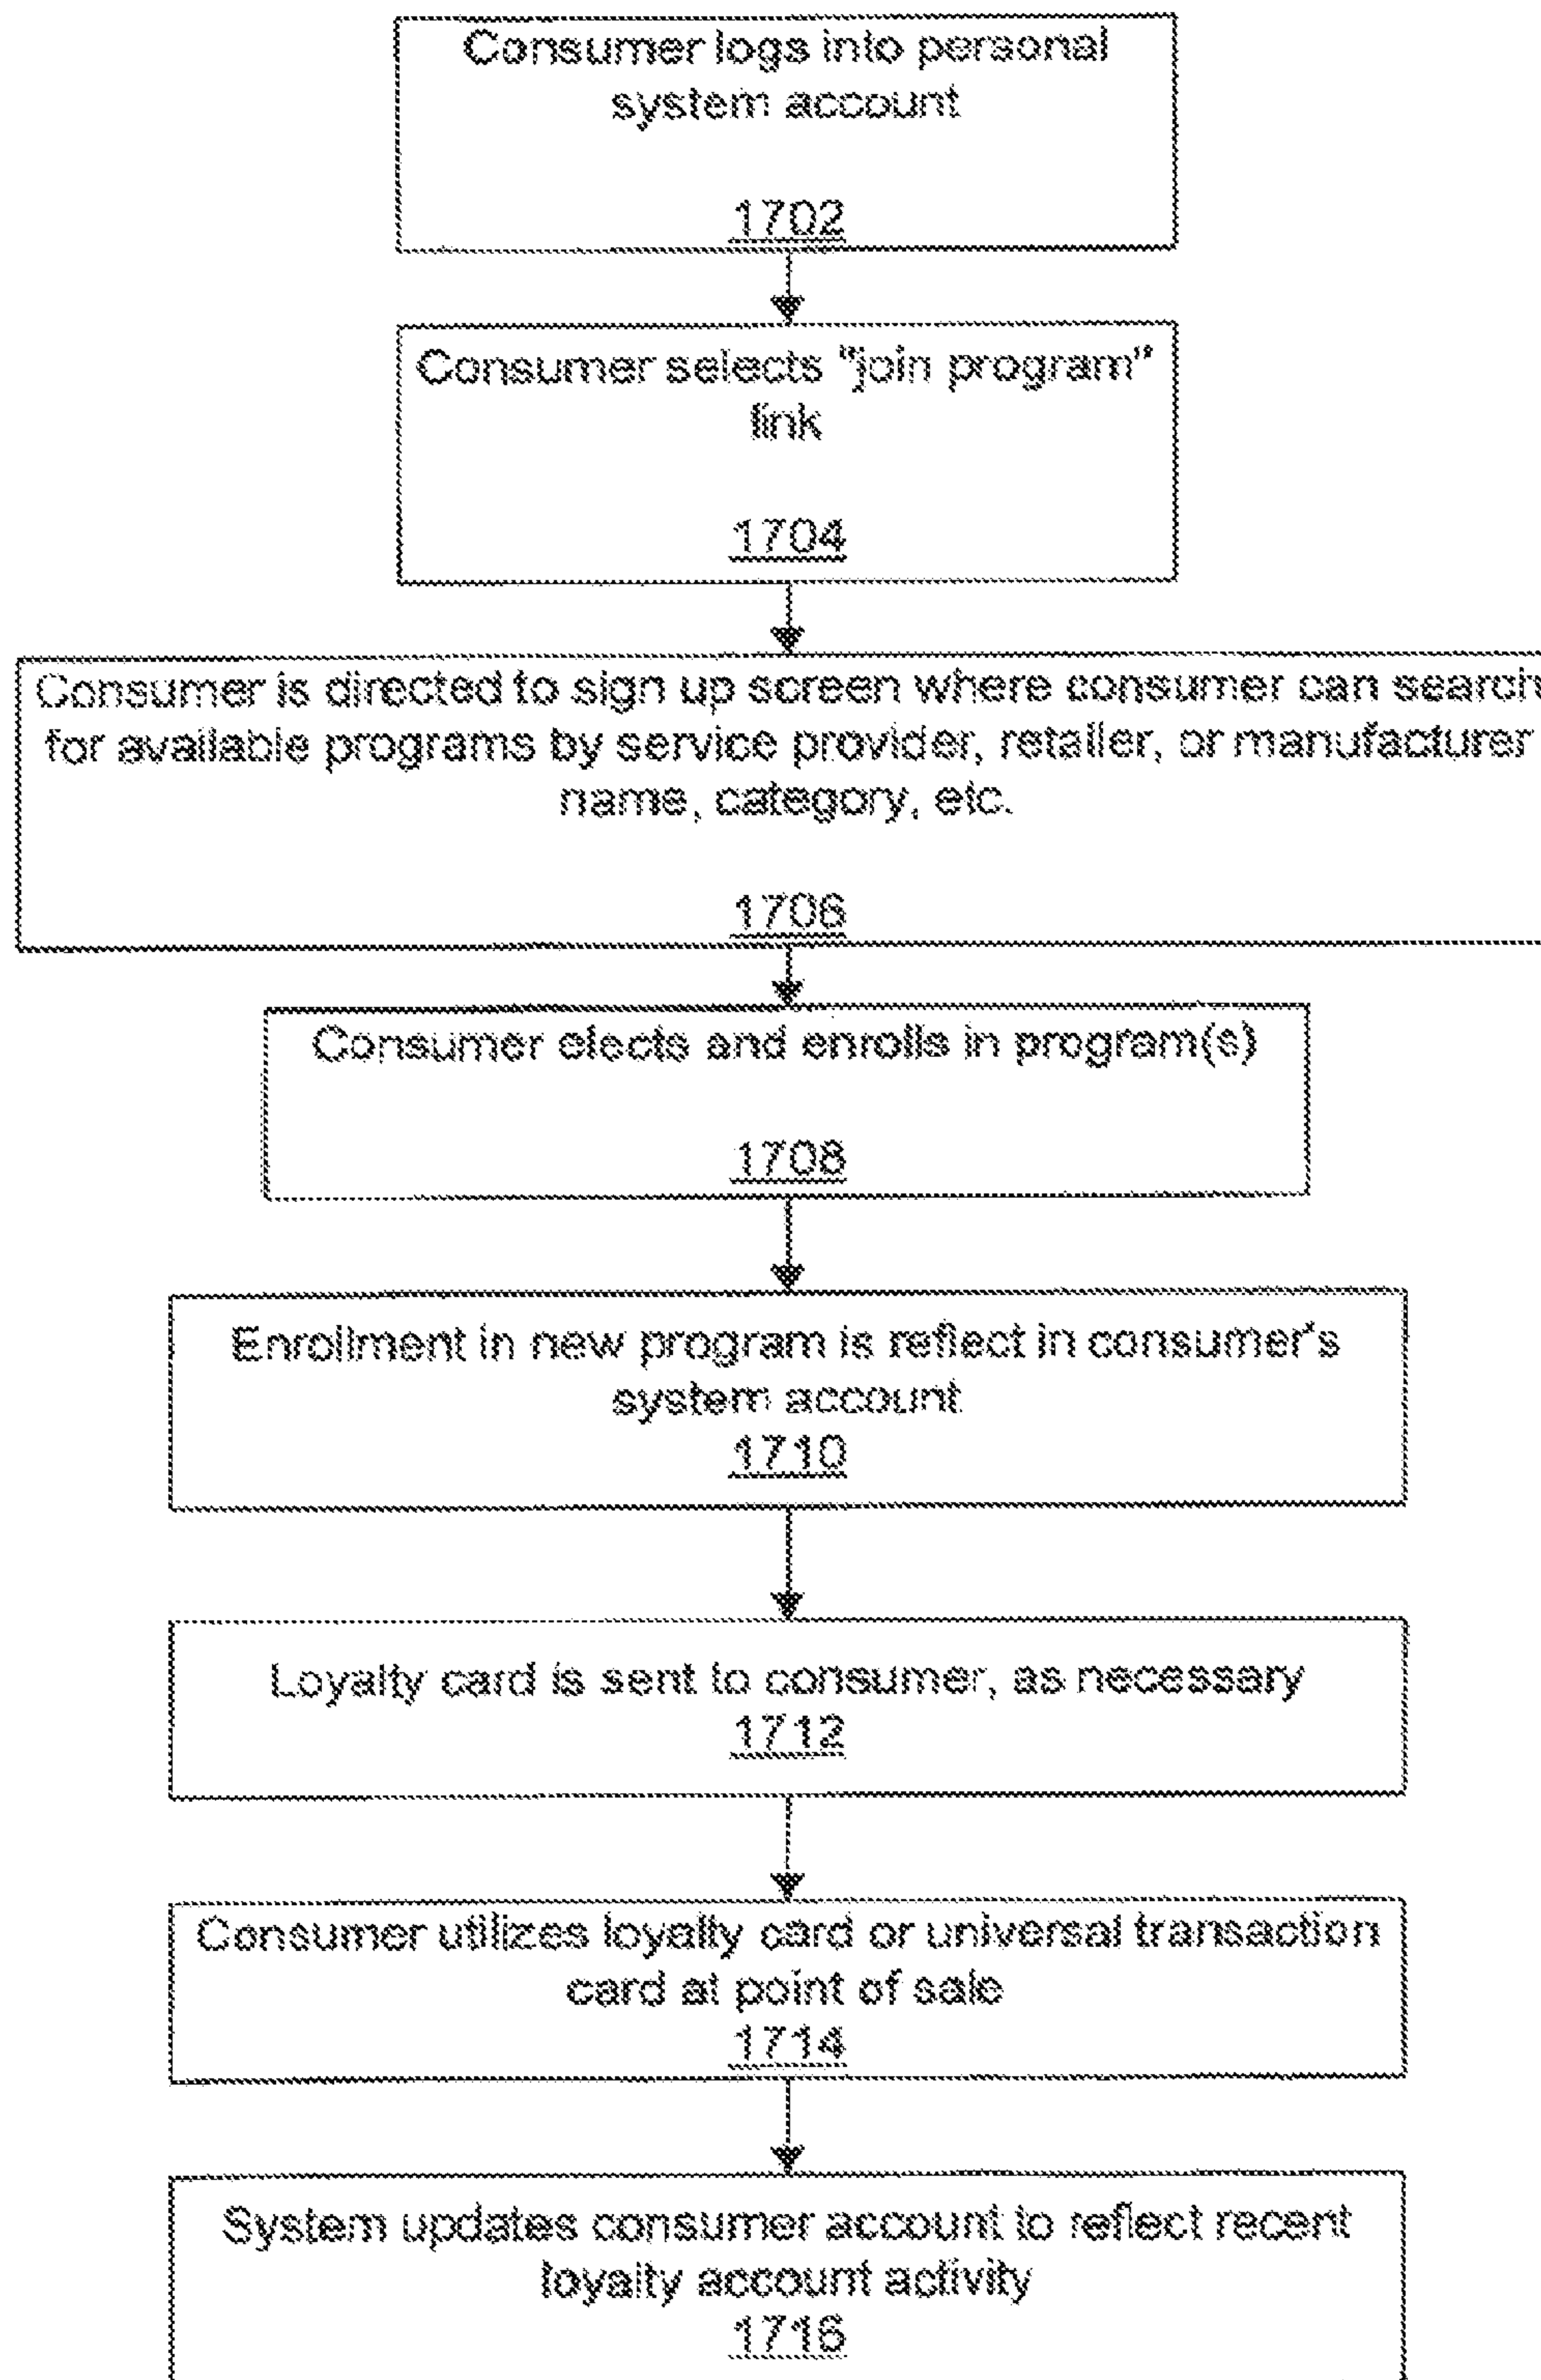 Consumer logs into personal
system account
1702
Consumer selects "join program"
link
1704
Consumer is directed to sign up screen where consumer can search
for available programs by service provider, retailer, or manufacturer
name, category, etc.
1706
Consumer elects and enrolls in program(s)
1708
Enrollment in new program is reflect in consumer's
system account
1710
Loyalty card is sent to consumer, as necessary
1712
Consumer utilizes loyalty card or universal transaction
card at point of sale
1714
System updates consumer account to reflect recent
loyalty account activity
1716